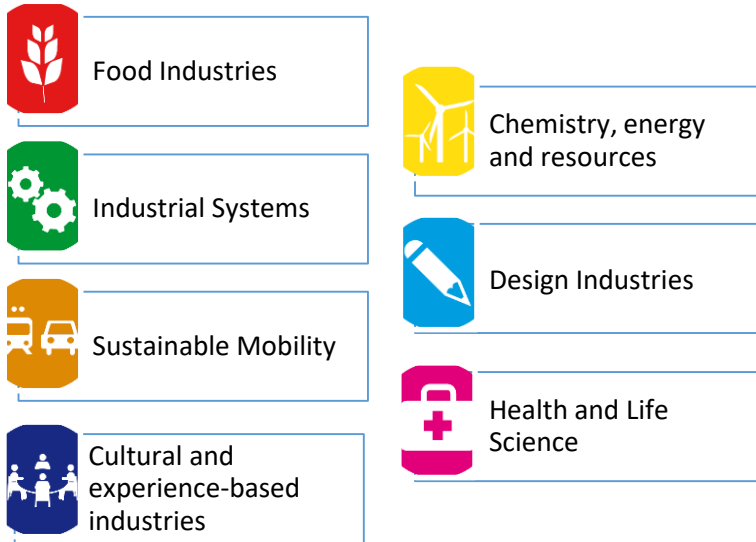 Food Industries
Industrial Systems
Sustainable Mobility
Cultural and
experience-based
industries
Chemistry, energy
and resources
Design Industries
Health and Life
Science